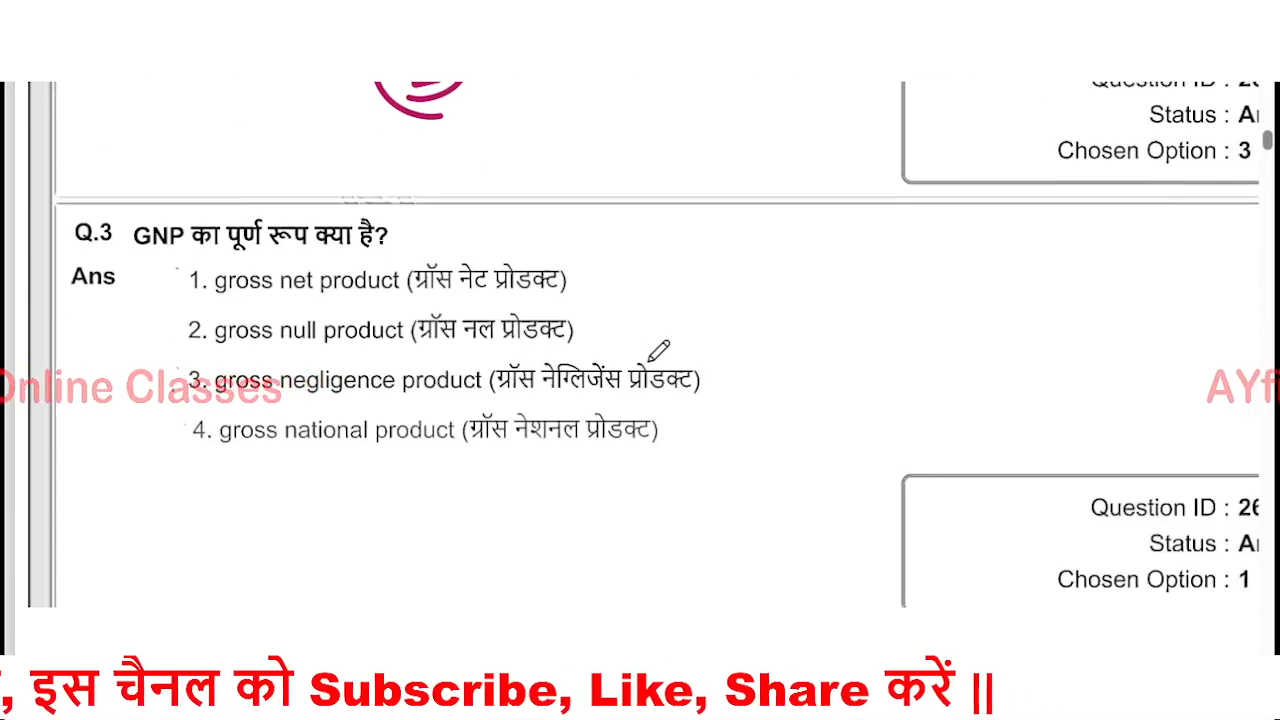 Status :
Chosen Option : 3
Q.3 GNP का पूर्ण रूप क्या है?
Ans 1. gross net product (ग्रॉस नेट प्रोडक्ट)
2. gross null product (ग्रॉस नल प्रोडक्ट)
3. gross negligence product (ग्रॉस नेग्लिजेंस प्रोडक्ट)
Online Classes
4. gross national product (ग्रॉस नेशनल प्रोडक्ट)
Question ID : 26
Status :
Chosen Option : 1
, इस चैनल को Subscribe, Like, Share करें ||